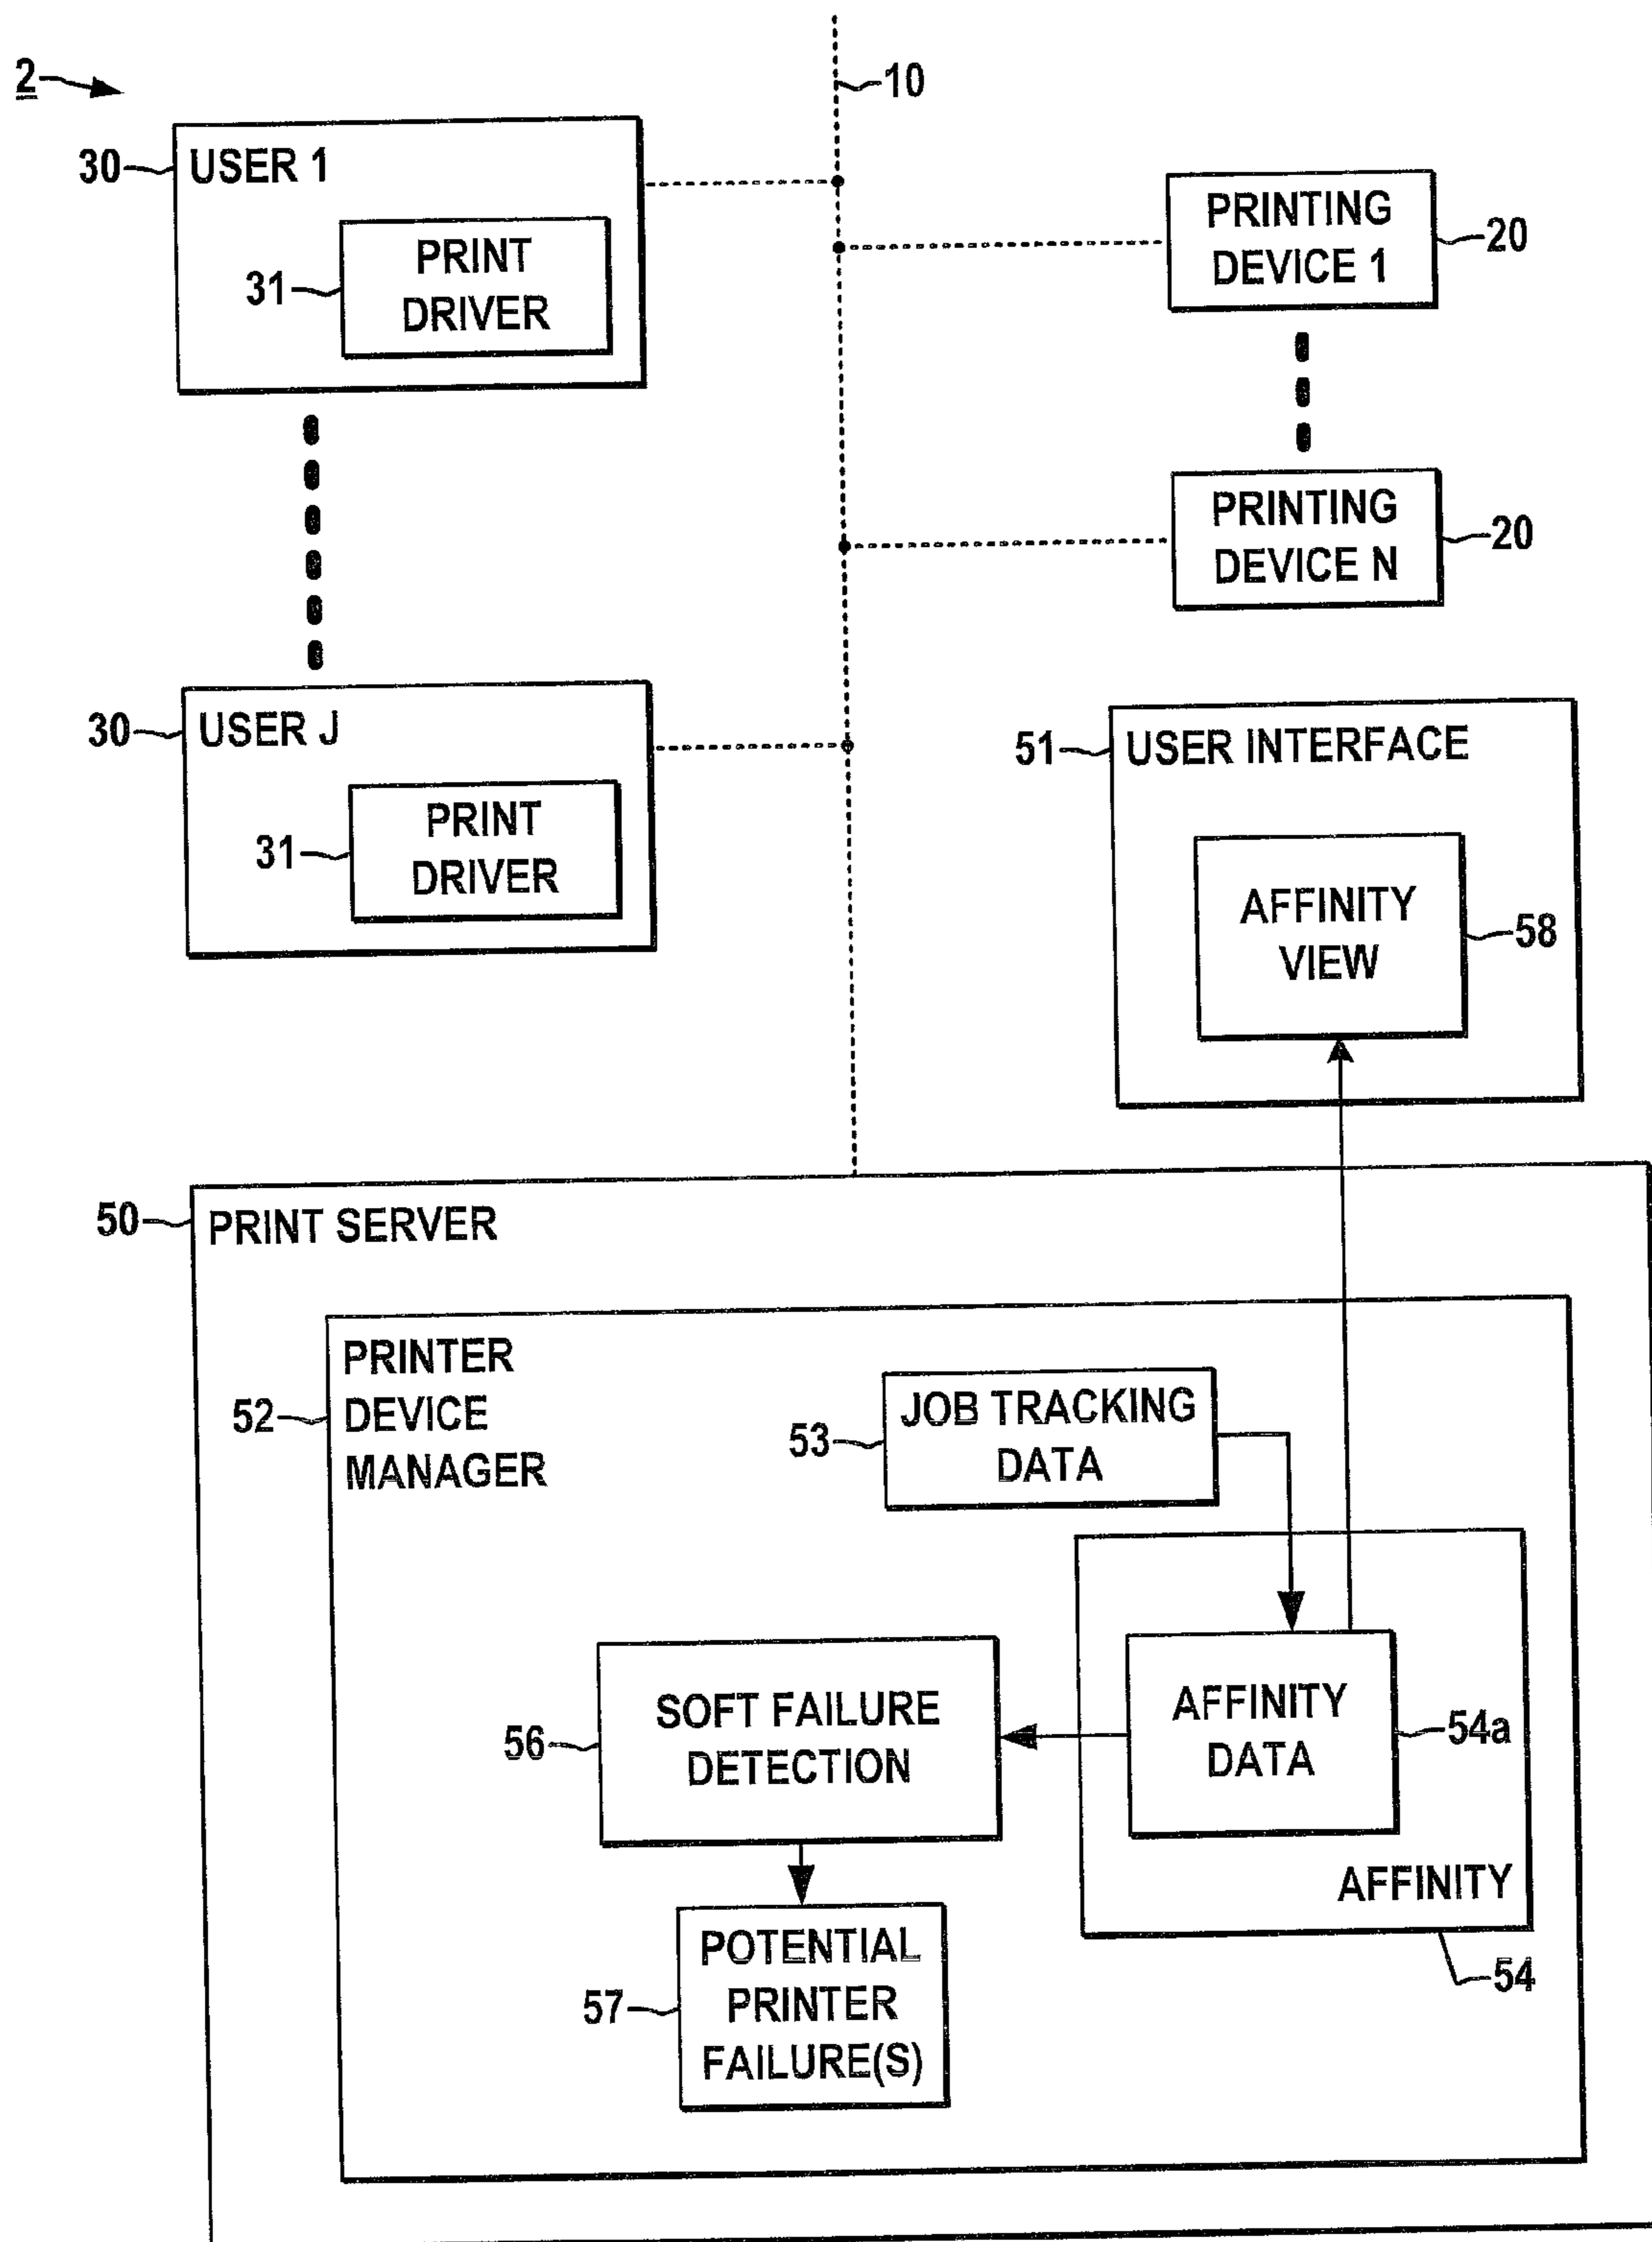 2
10
30
USER 1
31
PRINT
DRIVER
PRINTING
DEVICE 1
20
PRINTING
DEVICE N
20
30
USER J
31
PRINT
DRIVER
51
USER INTERFACE
AFFINITY
VIEW
58
50
PRINT SERVER
52
PRINTER
DEVICE
MANAGER
53
JOB TRACKING
DATA
56
SOFT FAILURE
DETECTION
AFFINITY
DATA
54a
AFFINITY
54
57
POTENTIAL
PRINTER
FAILURE(S)